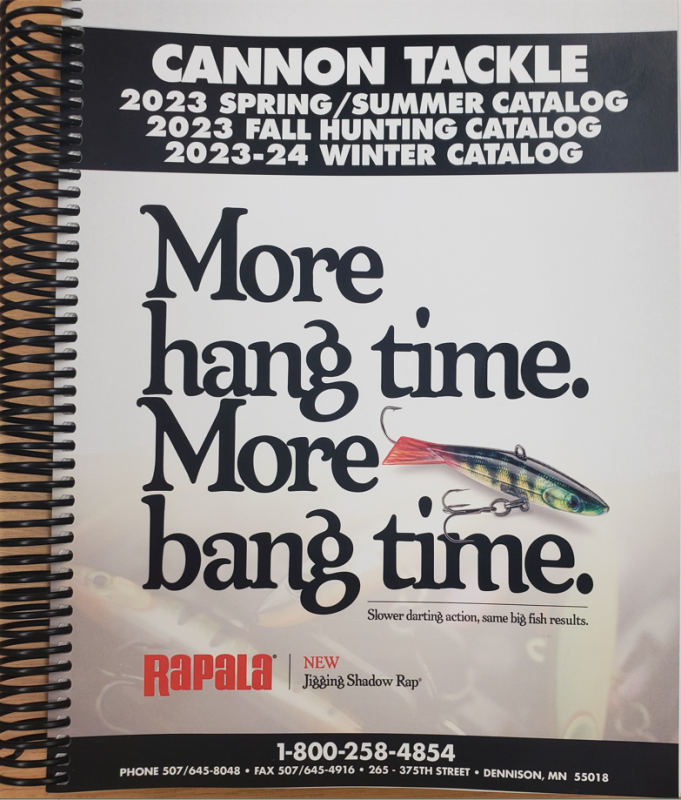 CANNON TACKLE
2023 SPRING/SUMMER CATALOG
2023 FALL HUNTING CATALOG
2023-24 WINTER CATALOG
More
hang time.
More
bang time.
Slower darting action, same big fish results.
RAPALA® | NEW
Jigging Shadow Rap®
1-800-258-4854
PHONE 507/645-8048 • FAX 507/645-4916 • 265 - 375TH STREET • DENNISON, MN 55018